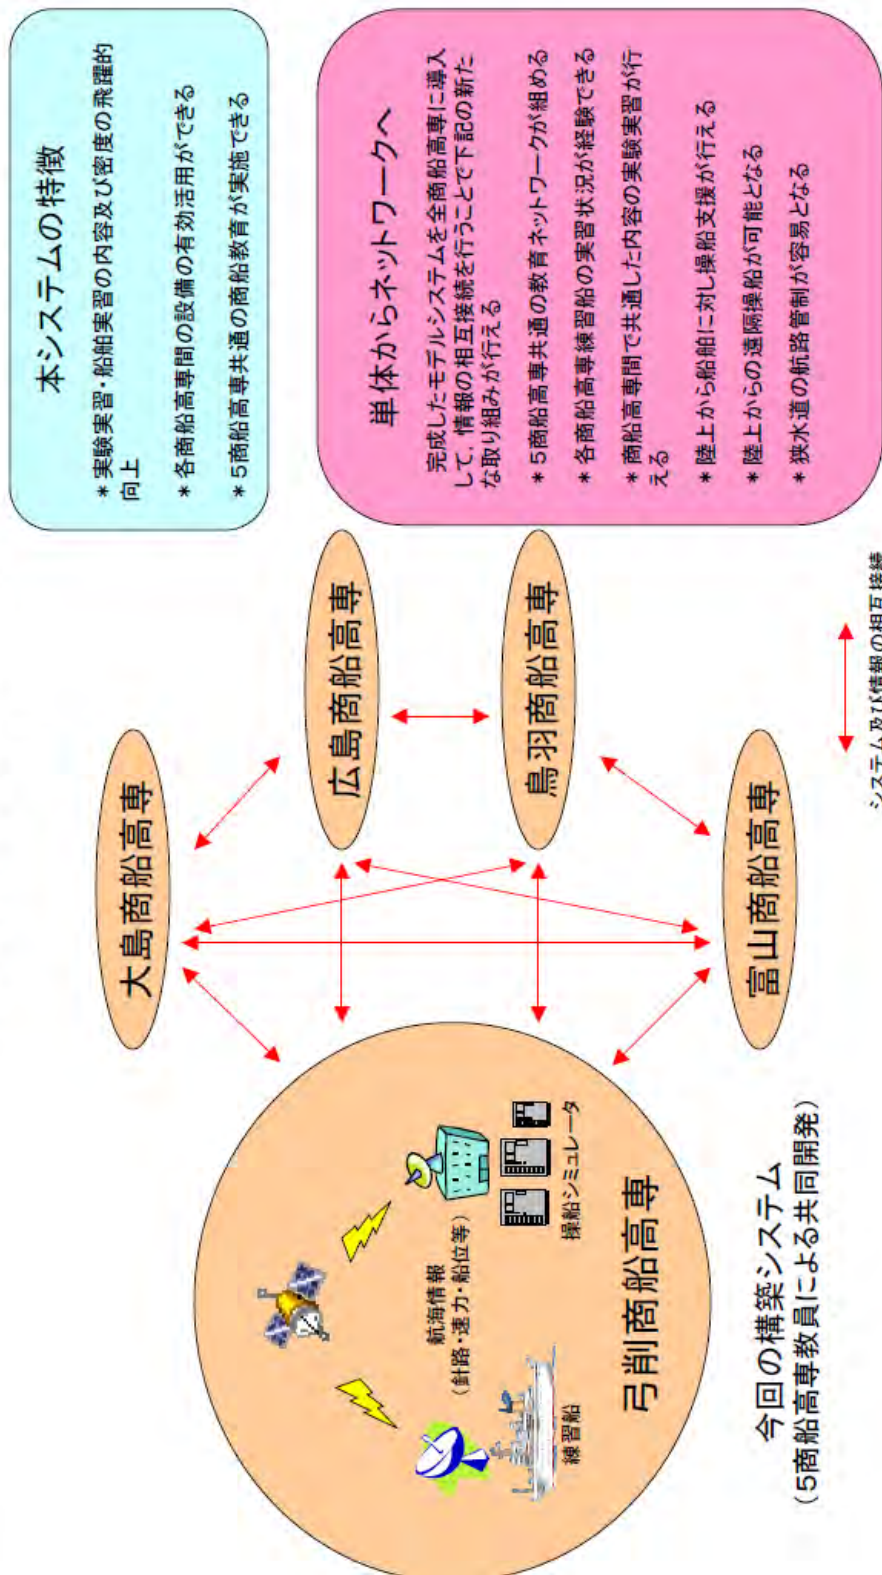 大島商船高専
広島商船高専
鳥羽商船高専
富山商船高専
航海情報
(針路・速力・船位等)
練習船
操船シミュレータ
弓削商船高専
今回の構築システム
(5商船高専教員による共同開発)
システム及び情報の相互接続
本システムの特徴
*実験実習・船舶実習の内容及び密度の飛躍的
向上
*各商船高専間の設備の有効活用ができる
*5商船高専共通の商船教育が実施できる
単体からネットワークへ
完成したモデルシステムを全商船高専に導入
して、情報の相互接続を行うことで下記の新た
な取り組みが行える
*5商船高専共通の教育ネットワークが組める
*各商船高専練習船の実習状況が経験できる
*商船高専間で共通した内容の実験実習が行
える
*陸上から船舶に対し操船支援が行える
*陸上からの遠隔操船が可能となる
*狭水道の航路管制が容易となる